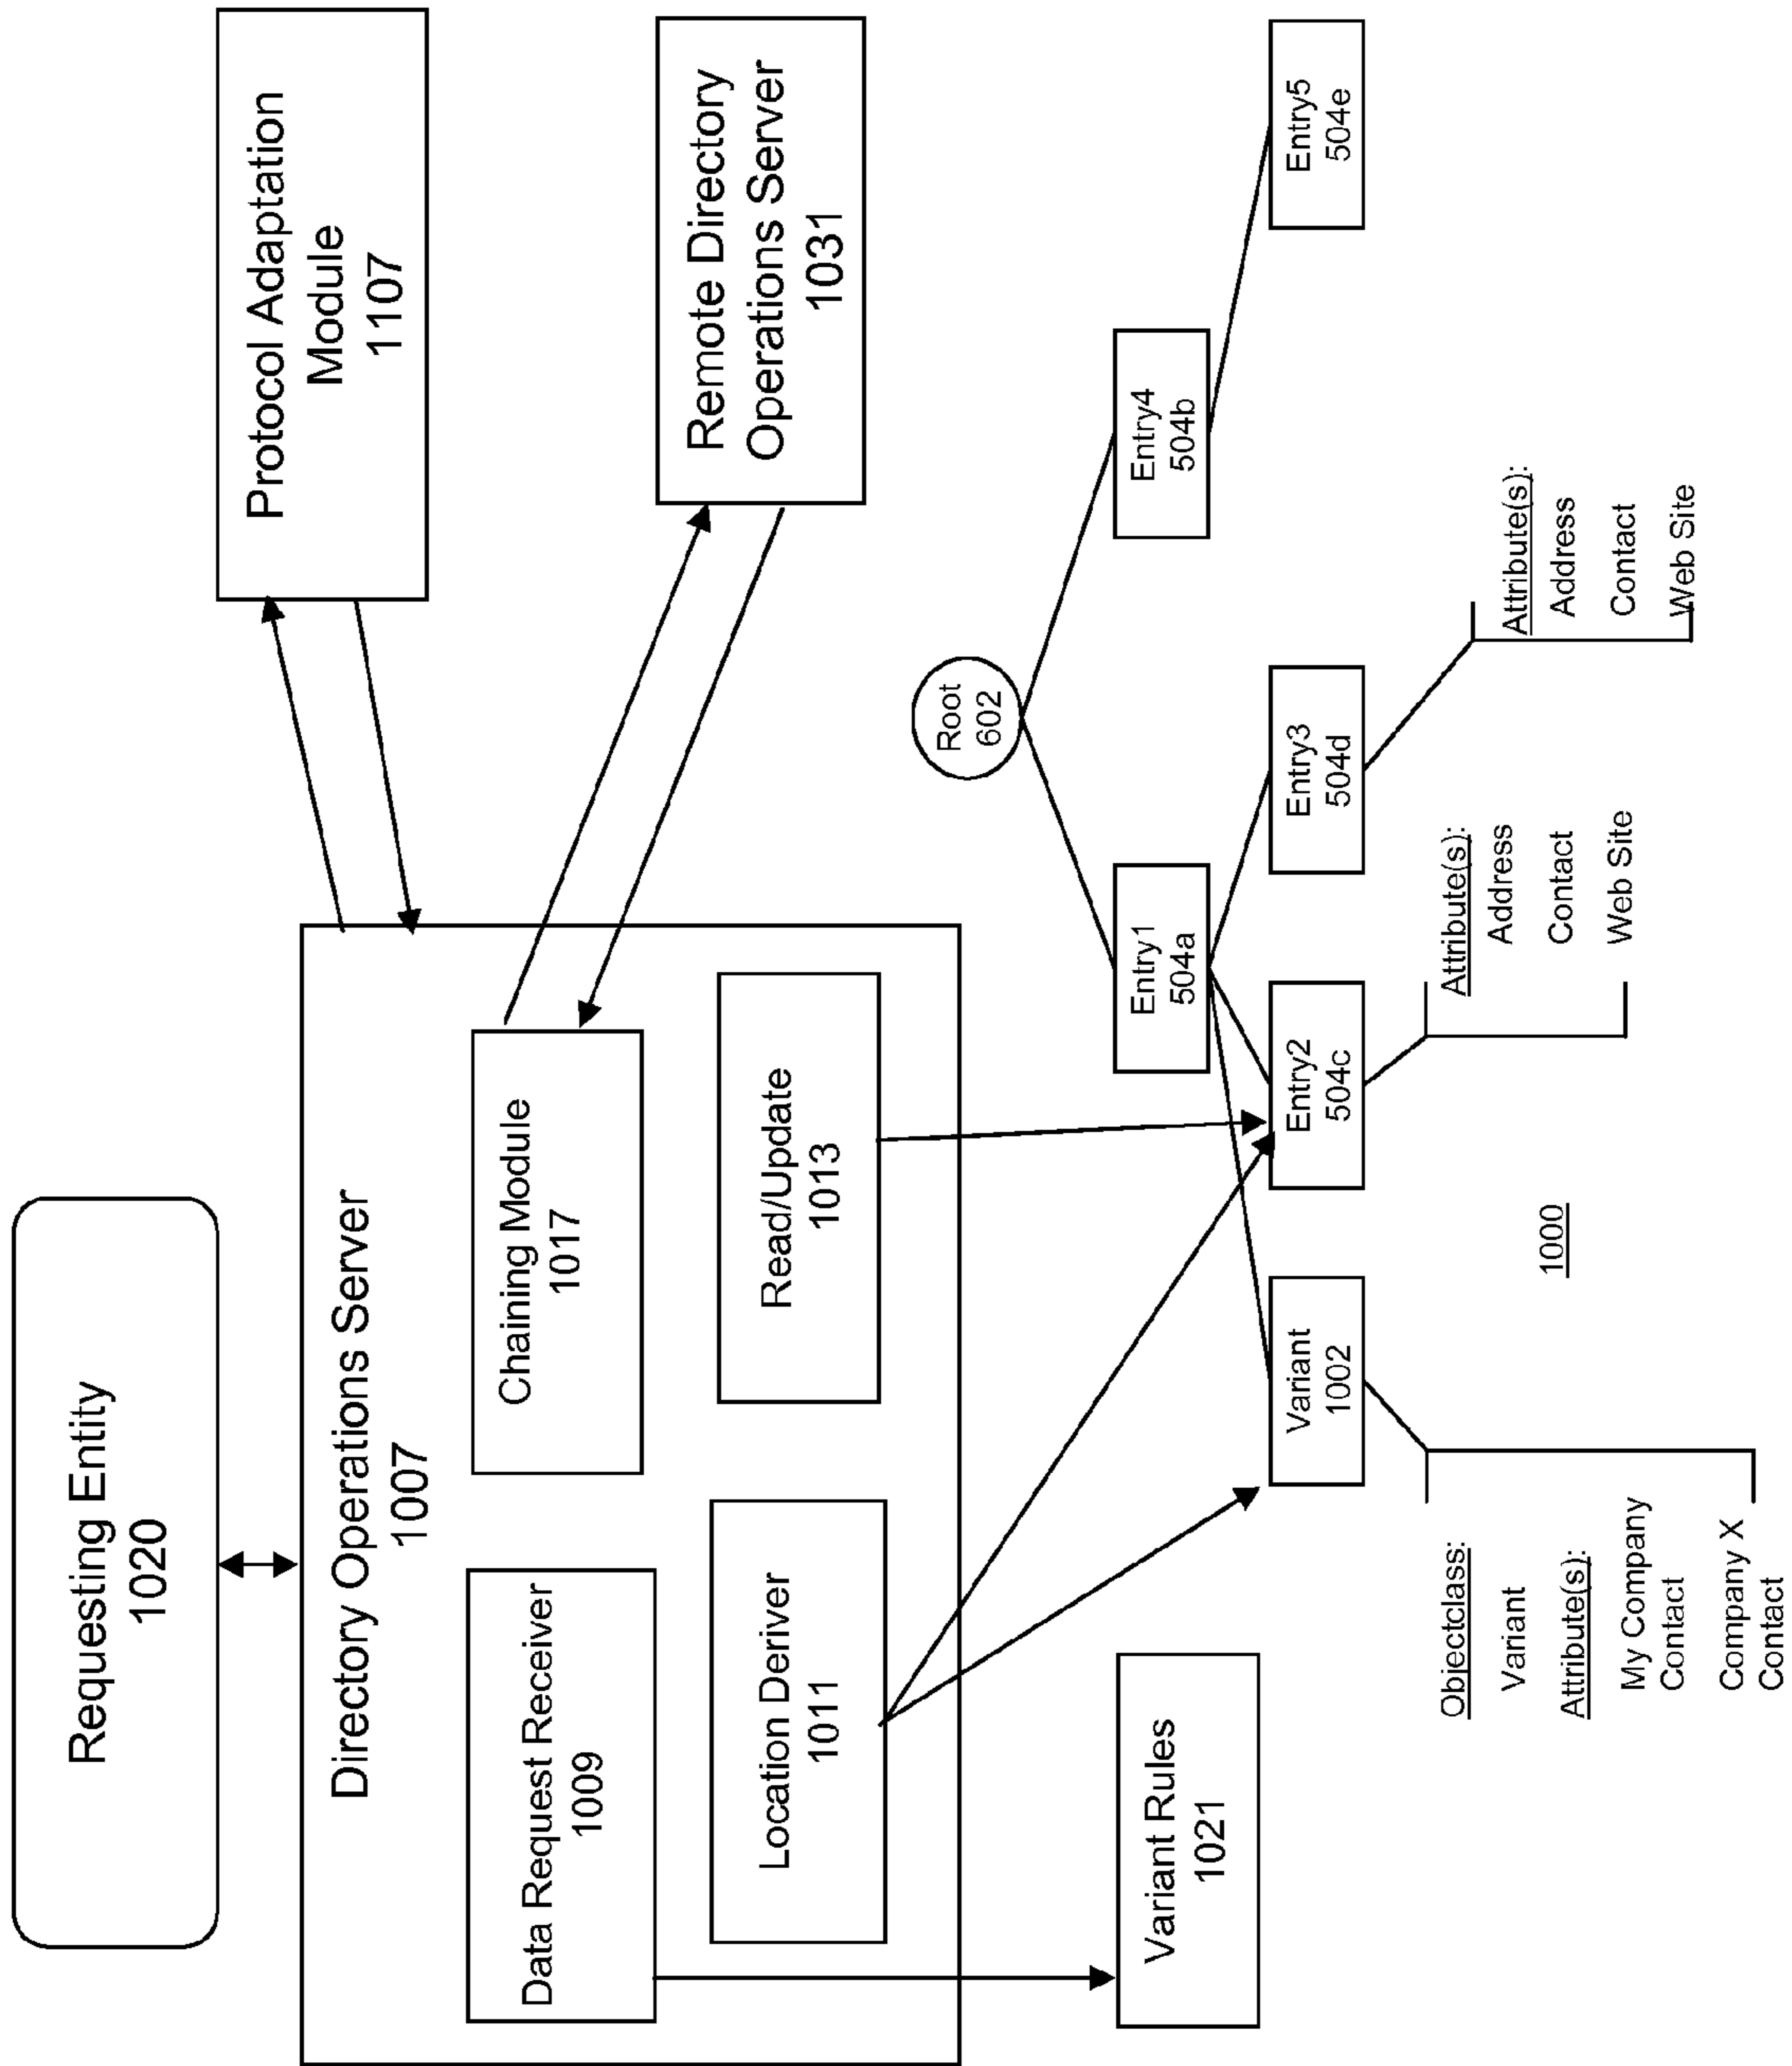 Requesting Entity
1020
Directory Operations Server
1007
Data Request Receiver
1009
Chaining Module
1017
Location Deriver
1011
Read/Update
1013
Protocol Adaptation
Module
1107
Remote Directory
Operations Server
1031
Variant Rules
1021
Root
602
Entry1
504a
Entry4
504b
Variant
1002
Entry2
504c
Entry3
504d
Entry5
504e
Objectclass:
Variant
Attribute(s):
My Company
Contact
Company X
Contact
Attribute(s):
Address
Contact
Web Site
Attribute(s):
Address
Contact
Web Site
1000